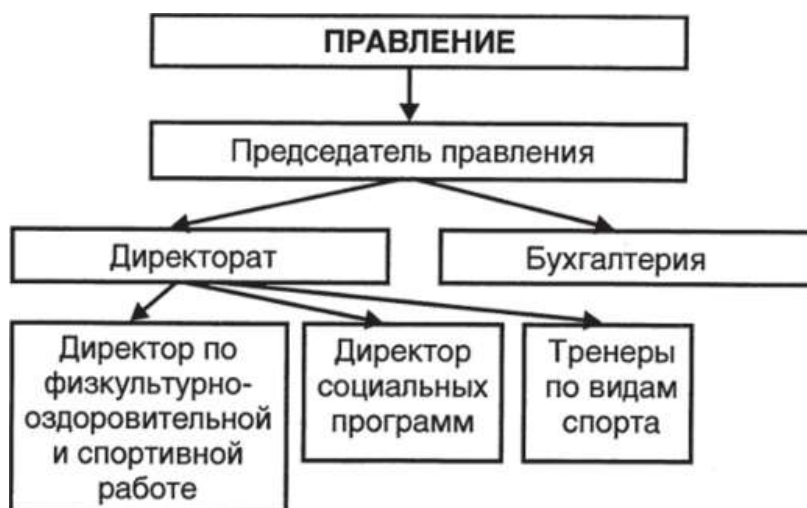 ПРАВЛЕНИЕ
Председатель правления
Директорат
Бухгалтерия
Директор по
физкультурно-
оздоровительной
и спортивной
работе
Директор
социальных
программ
Тренеры
по видам
спорта